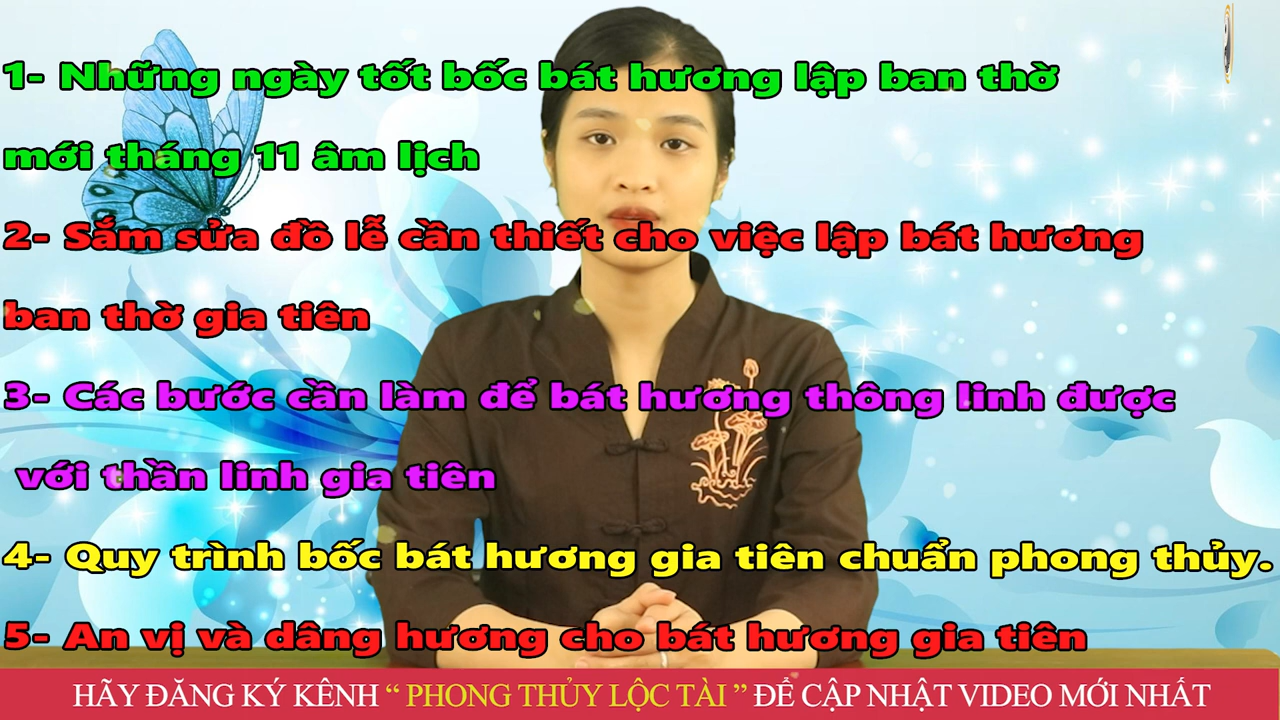 1- Những ngày tốt bốc bát hương lập ban thờ
mới tháng 11 âm lịch
2- Sắm sửa đồ lễ cần thiết cho việc lập bát hương
ban thờ gia tiên
3- Các bước cần làm để bát hương thông linh được
với thần linh gia tiên
4- Quy trình bốc bát hương gia tiên chuẩn phong thủy.
5- An vị và dâng hương cho bát hương gia tiên
HÃY ĐĂNG KÝ KÊNH “ PHONG THỦY LỘC TÀI ” ĐỂ CẬP NHẬT VIDEO MỚI NHẤT